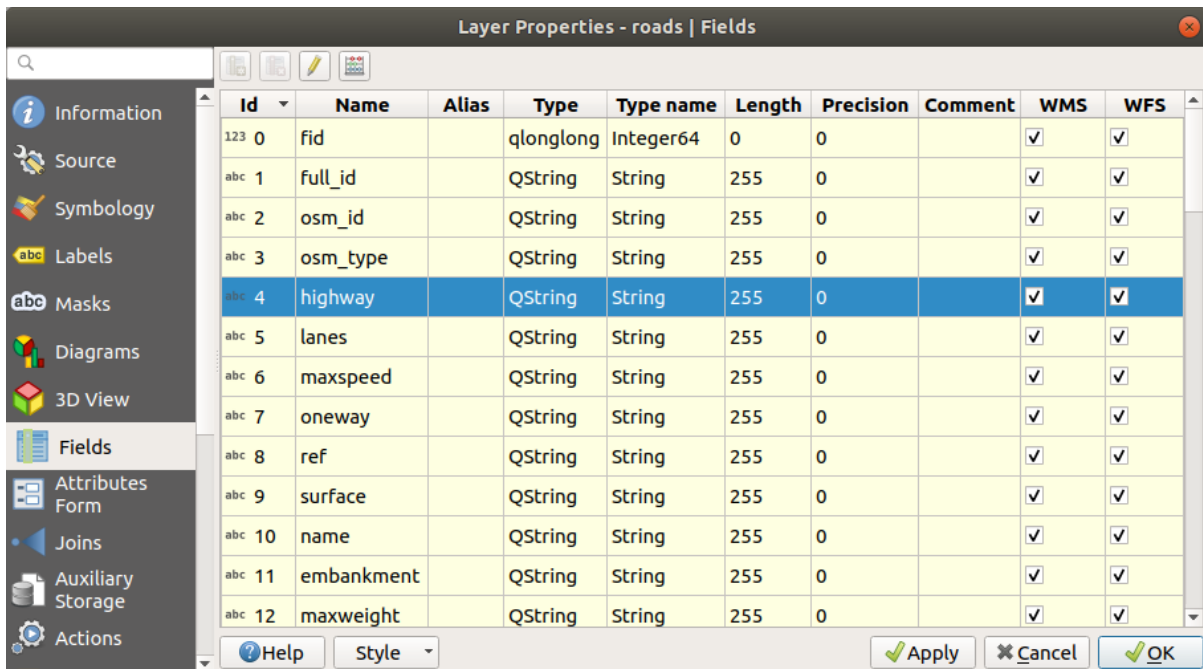 Layer Properties - roads | Fields
Id Name Alias Type Type name Length Precision Comment WMS WFS
Information
123 0 fid qlonglong Integer64 0 0
abc 1 full_id QString String 255 0
Source
abc 2 osm_id QString String 255 0
Symbology
abc 3 osm_type QString String 255 0
abc Labels
abc 4 highway QString String 255 0
abc Masks
abc 5 lanes QString String 255 0
Diagrams
abc 6 maxspeed QString String 255 0
3D View
abc 7 oneway QString String 255 0
Fields
abc 8 ref QString String 255 0
Attributes
Form
abc 9 surface QString String 255 0
Joins
abc 10 name QString String 255 0
Auxiliary
Storage
abc 11 embankment QString String 255 0
abc 12 maxweight QString String 255 0
Actions
Help Style Apply Cancel OK